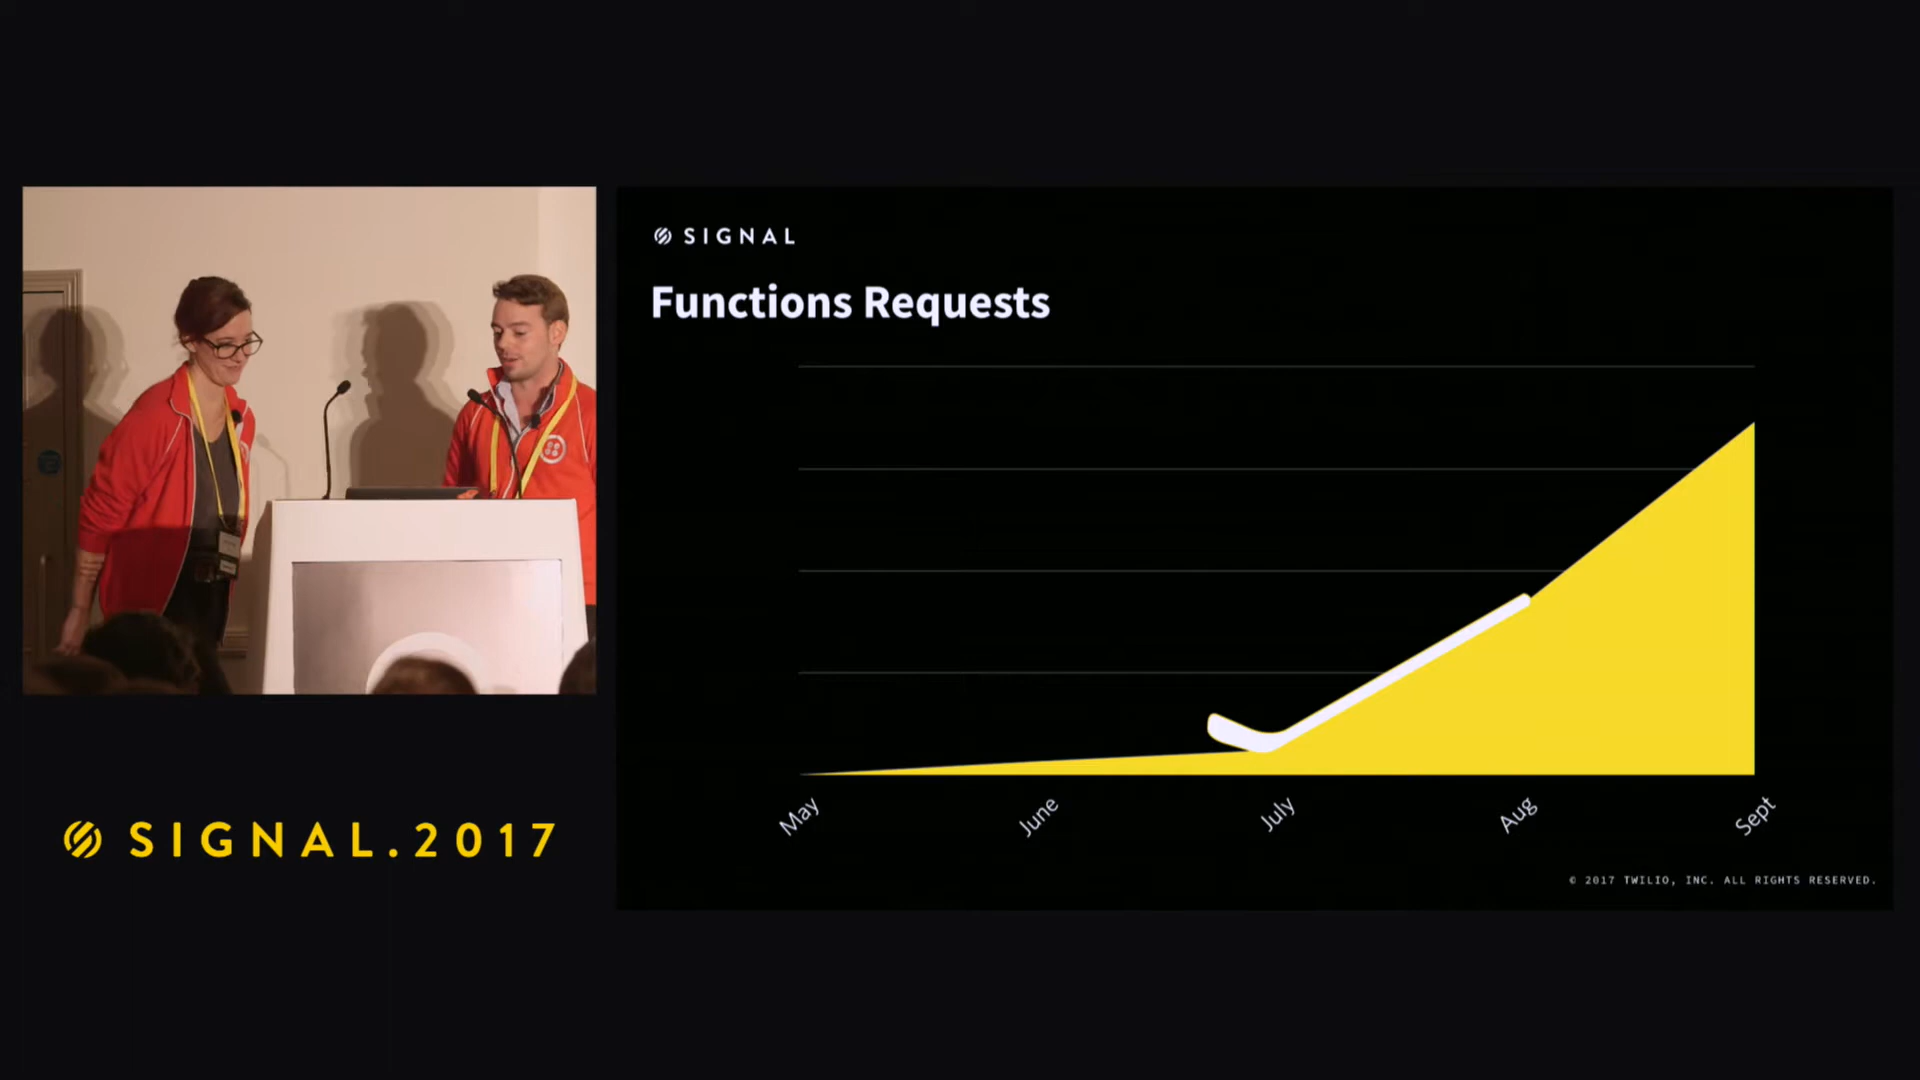 SIGNAL
Functions Requests
May
June
July
Aug
Sept
© 2017 TWILIO, INC. ALL RIGHTS RESERVED.
SIGNAL.2017